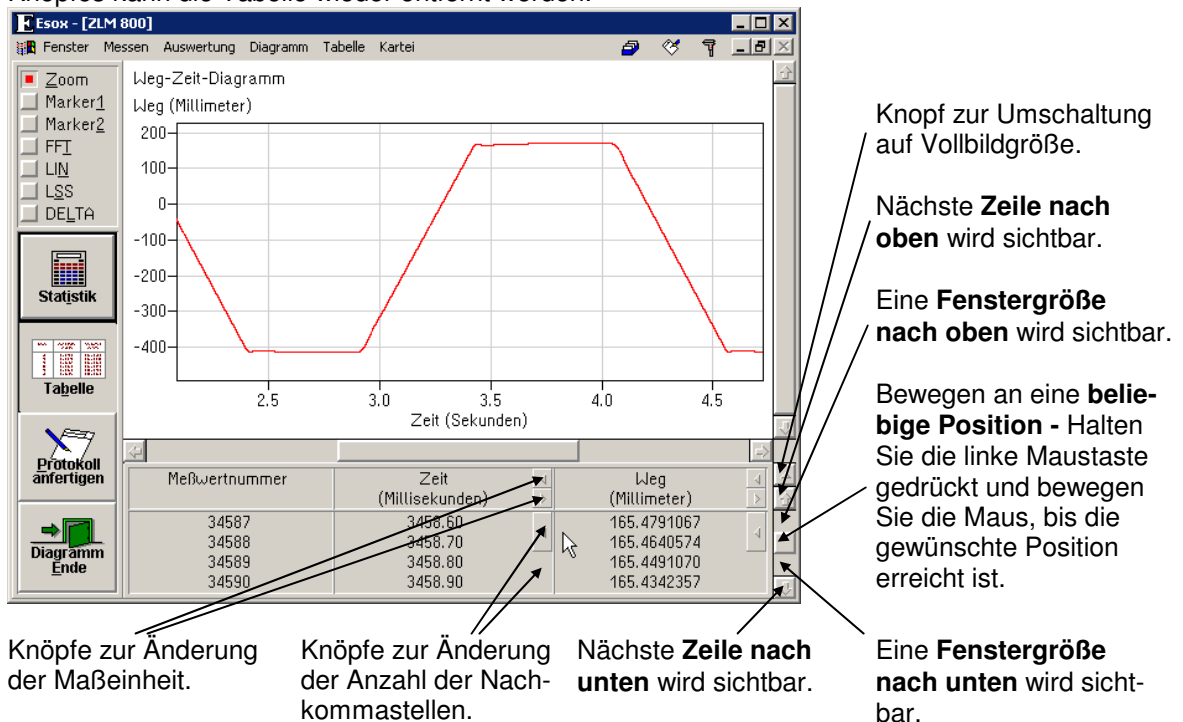 Knopfes kann die Tabelle wieder entfernt werden.
Esox - [ZLM 800]
Fenster Messen Auswertung Diagramm Tabelle Kartei
Zoom
Marker1
Marker2
FFT
LIN
LSS
DELTA
Statistik
Tabelle
Protokoll
anfertigen
Diagramm
Ende
Weg-Zeit-Diagramm
Weg (Millimeter)
200
100
0
-100
-200
-300
-400
2.5 3.0 3.5 4.0 4.5
Zeit (Sekunden)
Meßwertnummer Zeit Weg
(Millisekunden) (Millimeter)
34587 3458.60 165.4791067
34588 3458.70 165.4640574
34589 3458.80 165.4491070
34590 3458.90 165.4342357
Knopf zur Umschaltung
auf Vollbildgröße.
Nächste Zeile nach
oben wird sichtbar.
Eine Fenstergröße
nach oben wird sichtbar.
Bewegen an eine belie-
bige Position - Halten
Sie die linke Maustaste
gedrückt und bewegen
Sie die Maus, bis die
gewünschte Position
erreicht ist.
Knöpfe zur Änderung
der Maßeinheit.
Knöpfe zur Änderung
der Anzahl der Nach-
kommastellen.
Nächste Zeile nach
unten wird sichtbar.
Eine Fenstergröße
nach unten wird sicht-
bar.